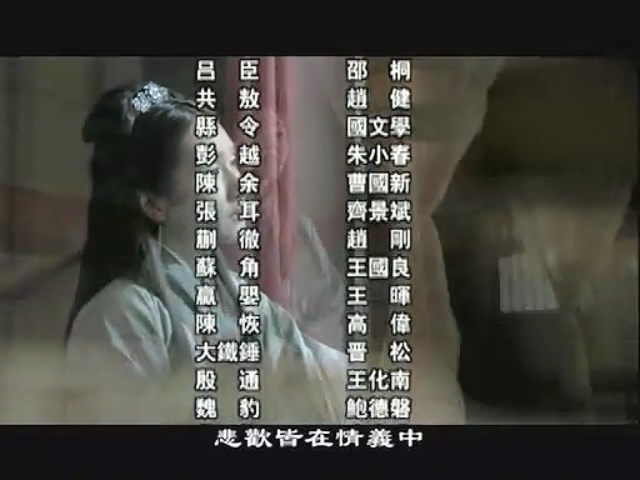 呂臣 邵桐
共敖 趙健
縣令 國文學
彭越 朱小春
陳余 曹國新
張耳 齊景斌
蒯徹 趙剛
蘇角 王國良
嬴嬰 王暉
陳恢 高偉
大鐵錘 晋松
殷通 王化南
魏豹 鮑德磐
悲歡皆在情義中